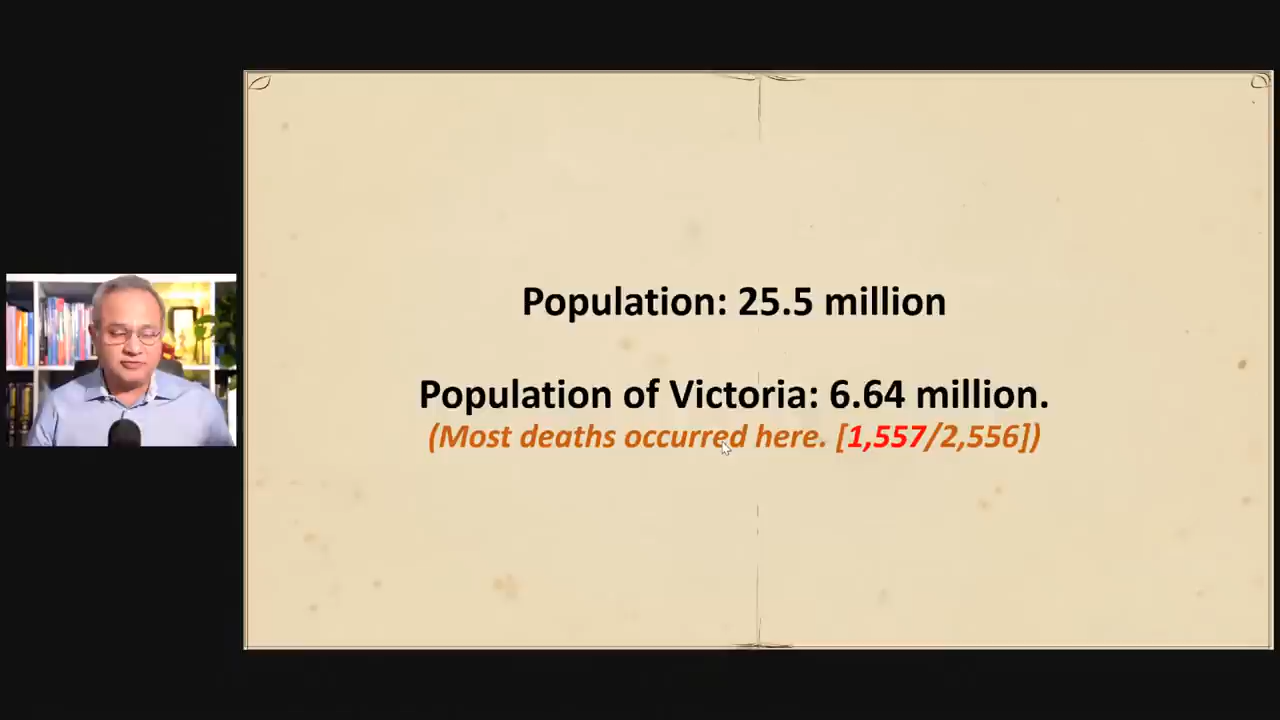 Population: 25.5 million
Population of Victoria: 6.64 million.
(Most deaths occurred here. [1,557/2,556])